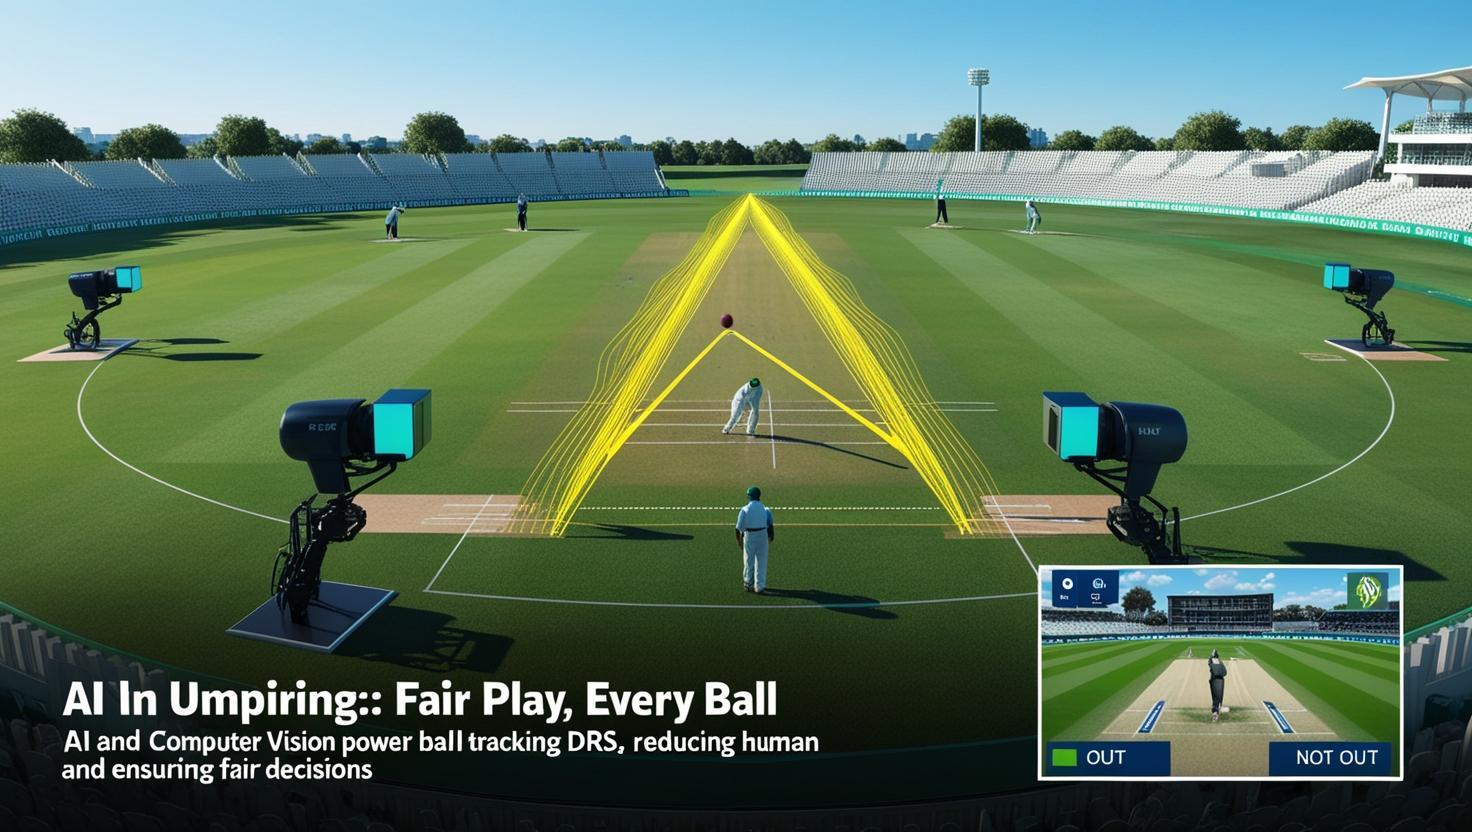 AI In Umpiring:: Fair Play, Every Ball
AI and Computer Vision power ball tracking DRS, reducing human
and ensuring fair decisions
OUT
NOT OUT